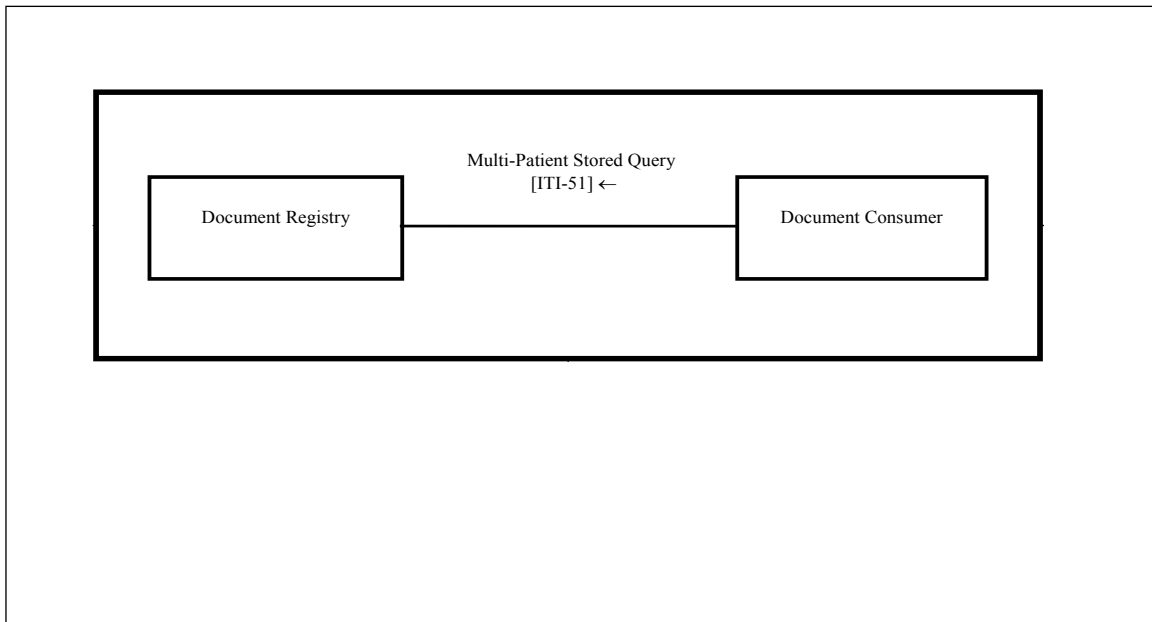 Multi-Patient Stored Query
[ITI-51] ←
Document Registry
Document Consumer